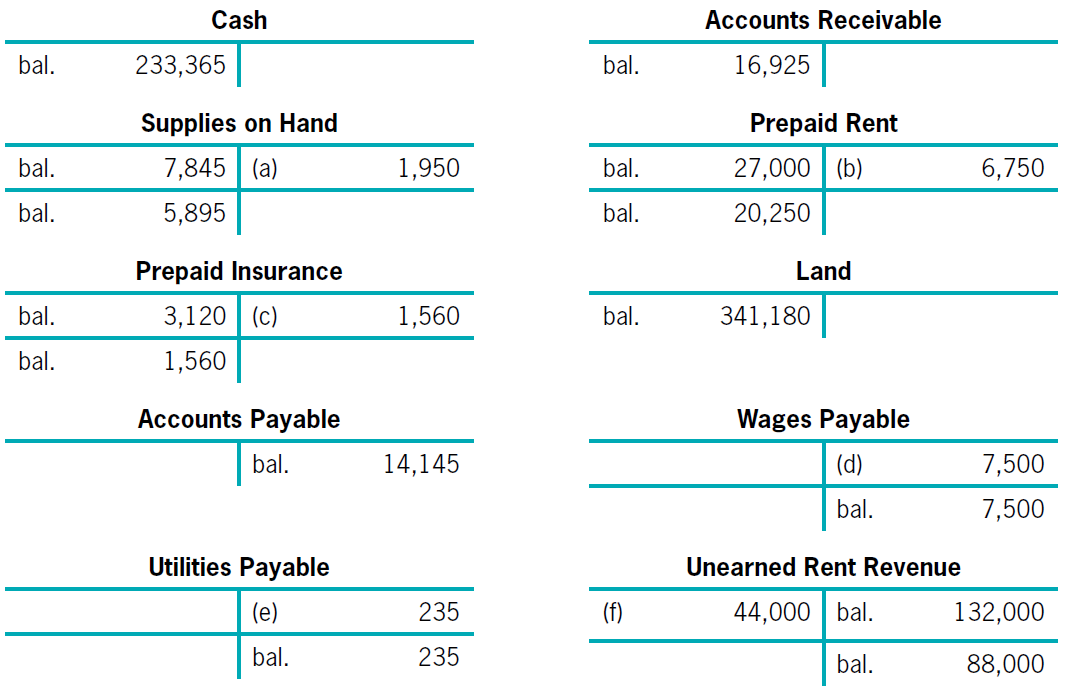 Cash Accounts Receivable
bal. 233,365 bal. 16,925
Supplies on Hand Prepaid Rent
bal. 7,845 (a) 1,950 bal. 27,000 (b) 6,750
bal. 5,895 bal. 20,250
Prepaid Insurance Land
bal. 3,120 (c) 1,560 bal. 341,180
bal. 1,560
Accounts Payable Wages Payable
bal. 14,145 (d) 7,500
bal. 7,500
Utilities Payable Unearned Rent Revenue
(e) 235 (f) 44,000 bal. 132,000
bal. 235 bal. 88,000